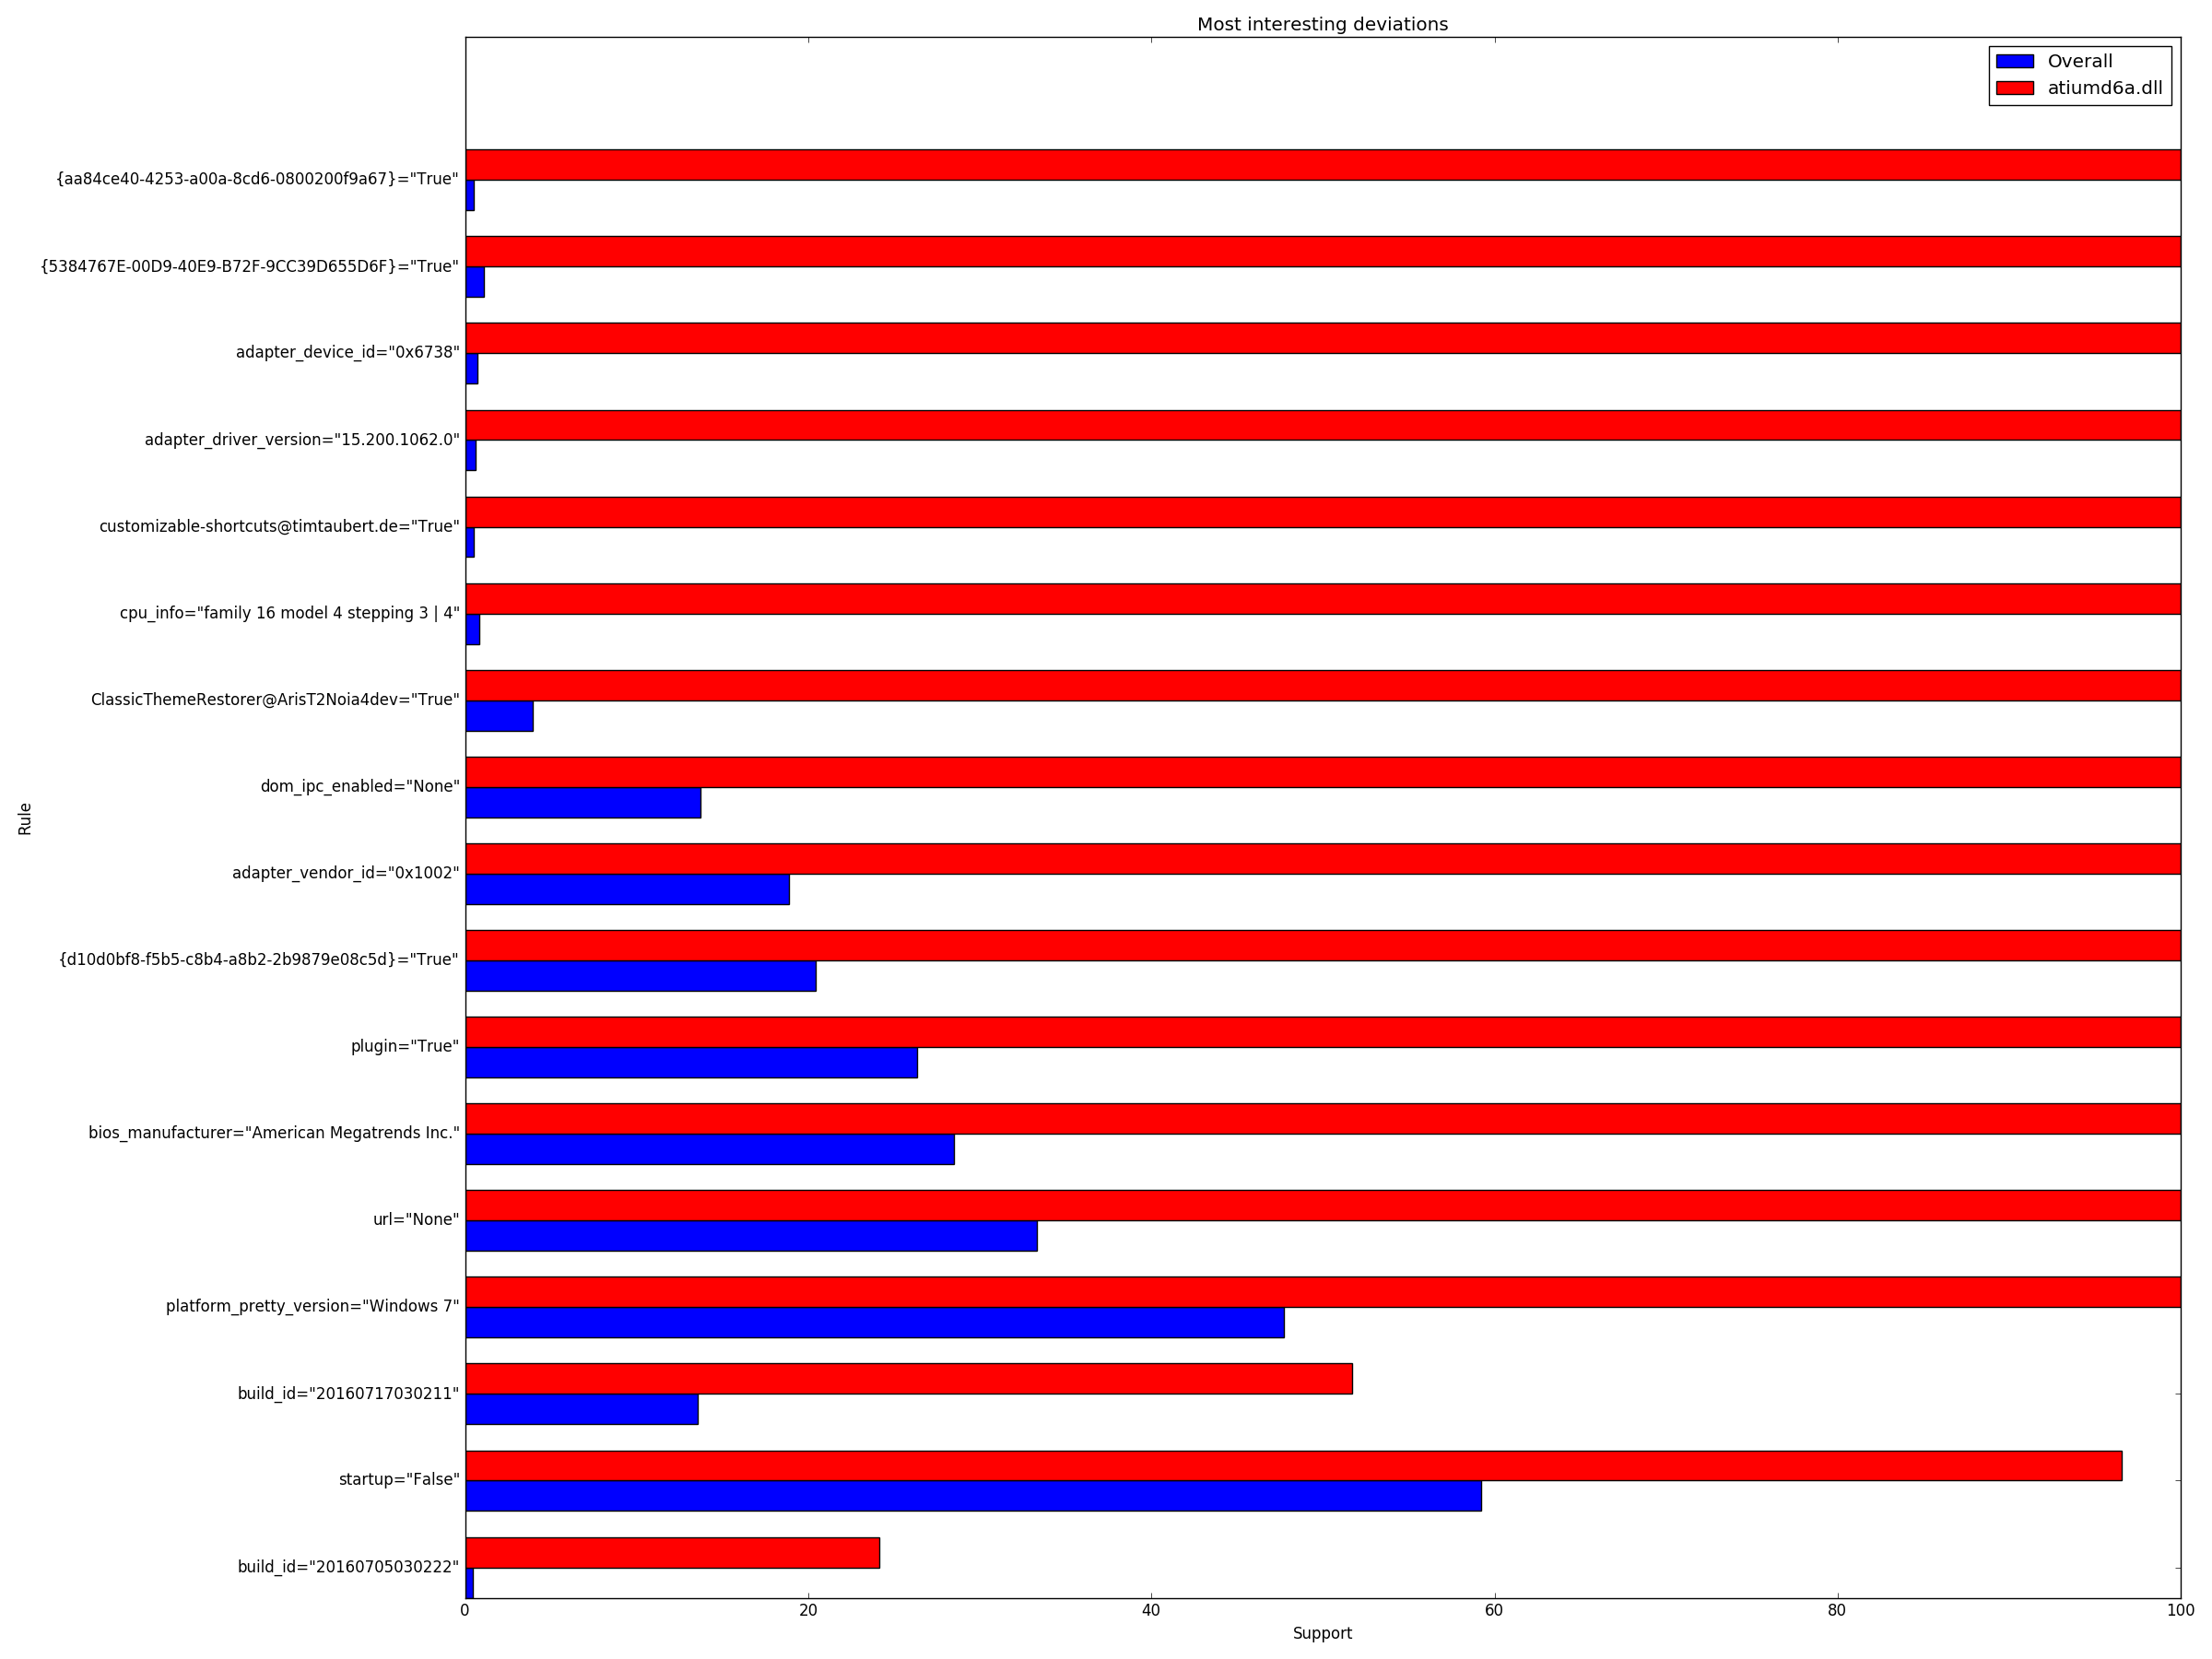 Most interesting deviations
Overall
atiumd6a.dll
{aa84ce40-4253-a00a-8cd6-0800200f9a67}="True"
{5384767E-00D9-40E9-B72F-9CC39D655D6F}="True"
adapter_device_id="0x6738"
adapter_driver_version="15.200.1062.0"
customizable-shortcuts@timtaubert.de="True"
cpu_info="family 16 model 4 stepping 3 | 4"
ClassicThemeRestorer@ArisT2Noia4dev="True"
dom_ipc_enabled="None"
Rule
adapter_vendor_id="0x1002"
{d10d0bf8-f5b5-c8b4-a8b2-2b9879e08c5d}="True"
plugin="True"
bios_manufacturer="American Megatrends Inc."
url="None"
platform_pretty_version="Windows 7"
build_id="20160717030211"
startup="False"
build_id="20160705030222"
0 20 40 60 80 100
Support